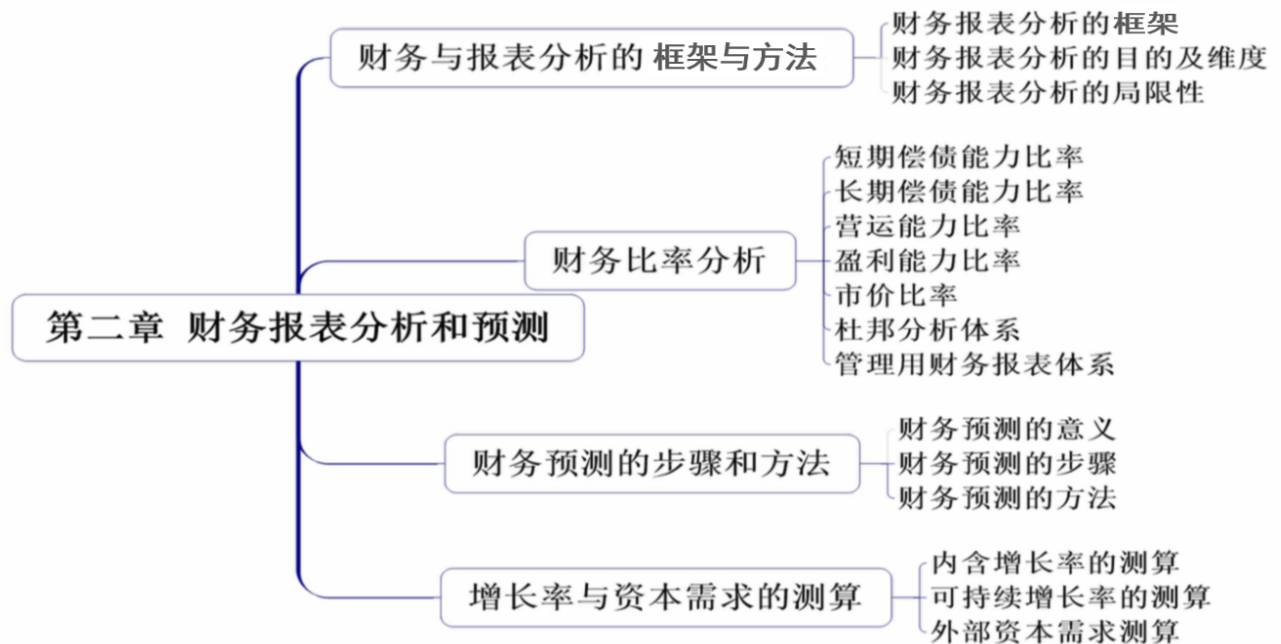 财务与报表分析的 框架与方法
财务报表分析的框架
财务报表分析的目的及维度
财务报表分析的局限性
财务比率分析
短期偿债能力比率
长期偿债能力比率
营运能力比率
盈利能力比率
市价比率
杜邦分析体系
管理用财务报表体系
第二章 财务报表分析和预测
财务预测的步骤和方法
财务预测的意义
财务预测的步骤
财务预测的方法
增长率与资本需求的测算
内含增长率的测算
可持续增长率的测算
外部资本需求测算